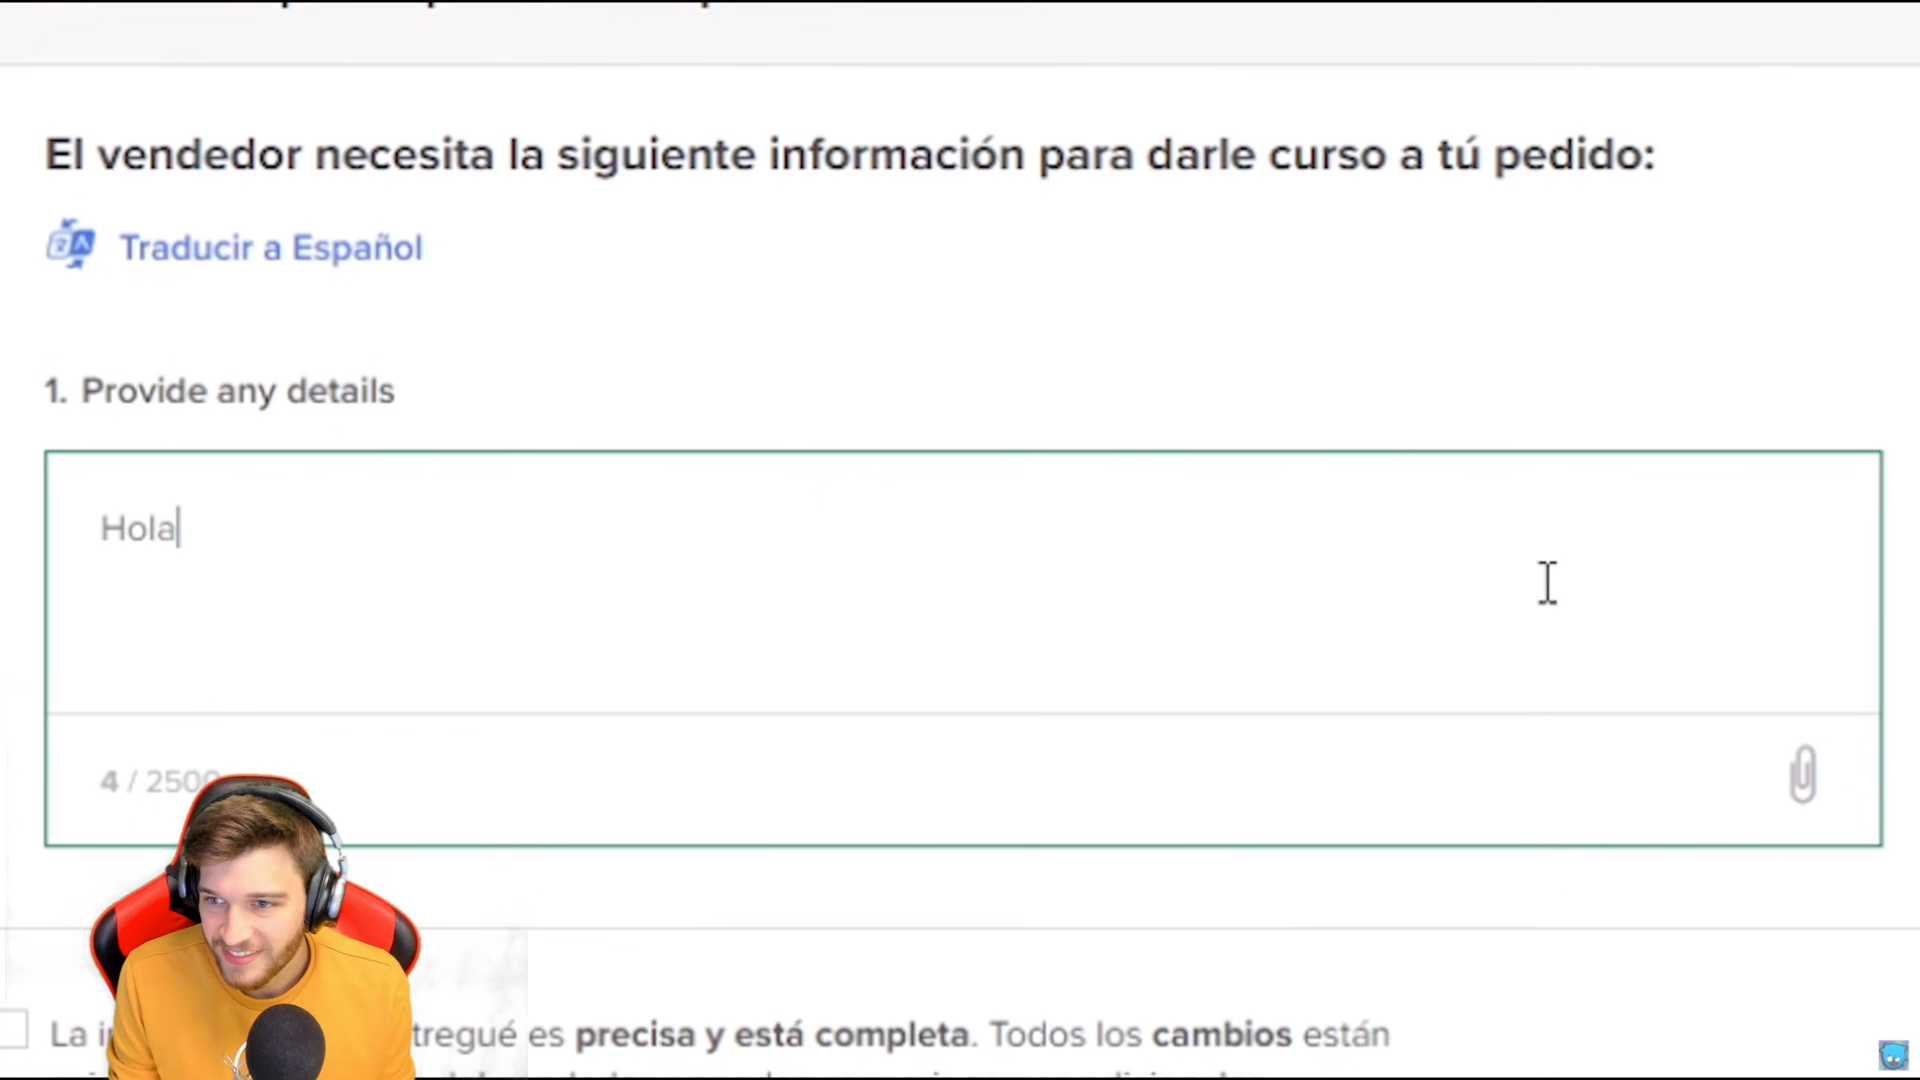 El vendedor necesita la siguiente información para darle curso a tú pedido:
Traducir a Español
1. Provide any details
Hola
4 / 2500
La tregué es precisa y está completa. Todos los cambios están